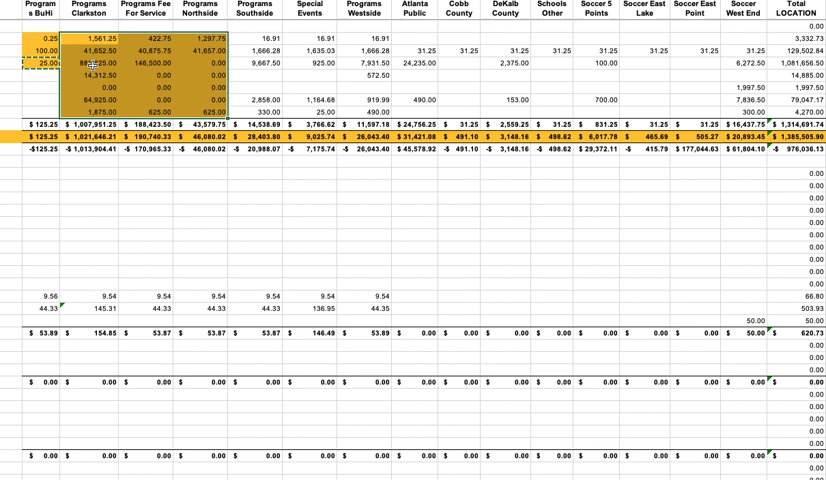 Program s BuHi Programs Clarkston Programs Fee For Service Programs Northside Programs Southside Special Events Programs Westside Atlanta Public Cobb County DeKalb County Schools Other Soccer 5 Points Soccer East Lake Soccer East Point Soccer West End Total LOCATION
0.00
0.25 1,561.25 422.75 1,297.75 16.91 16.91 16.91 3,332.73
100.00 41,652.50 40,875.75 41,657.00 1,666.28 1,635.03 1,666.28 31.25 31.25 31.25 31.25 31.25 31.25 31.25 31.25 129,502.84
25.00 146,500.00 0.00 9,667.50 25.00 7,931.50 24,235.00 2,375.00 100.00 6,272.50 1,081,656.50
14,312.50 0.00 0.00 572.50 14,885.00
0.00 0.00 0.00 1,997.50 1,997.50
64,925.00 0.00 0.00 2,858.00 1,164.68 919.99 490.00 153.00 700.00 7,836.50 79,047.17
1,875.00 625.00 625.00 330.00 25.00 490.00 300.00 4,270.00
$ 125.25 $ 1,007,951.25 $ 188,423.50 $ 43,579.75 $ 14,538.69 $ 3,766.62 $ 11,597.18 $ 24,756.25 $ 31.25 $ 2,559.25 $ 31.25 $ 831.25 $ 31.25 $ 31.25 $ 16,437.75 $ 1,314,691.74
$ 125.25 $ 1,021,646.21 $ 190,740.33 $ 46,080.02 $ 28,403.80 $ 9,025.74 $ 26,043.40 $ 31,421.08 $ 491.10 $ 3,148.16 $ 498.62 $ 6,017.78 $ 465.69 $ 505.27 $ 20,893.45 $ 1,385,505.90
-$125.25 -$ 1,013,904.41 -$ 170,965.33 -$ 46,080.02 -$ 20,988.07 -$ 7,175.74 -$ 26,043.40 $ 45,578.92 -$ 491.10 -$ 3,148.16 -$ 498.62 $ 29,372.11 -$ 415.79 $ 177,044.63 $ 61,804.10 -$ 976,036.13
0.00
0.00
0.00
0.00
0.00
0.00
0.00
0.00
0.00
0.00
9.56 9.54 9.54 9.54 9.54 9.54 9.54 66.80
44.33 145.31 44.33 44.33 44.33 136.95 44.35 503.93
50.00 50.00
$ 53.89 $ 154.85 $ 53.87 $ 53.87 $ 53.87 $ 146.49 $ 53.89 $ 0.00 $ 0.00 $ 0.00 $ 0.00 $ 0.00 $ 0.00 $ 0.00 $ 50.00 $ 620.73
0.00
0.00
0.00
$ 0.00 $ 0.00 $ 0.00 $ 0.00 $ 0.00 $ 0.00 $ 0.00 $ 0.00 $ 0.00 $ 0.00 $ 0.00 $ 0.00 $ 0.00 $ 0.00 $ 0.00 $ 0.00
0.00
0.00
0.00
0.00
0.00
$ 0.00 $ 0.00 $ 0.00 $ 0.00 $ 0.00 $ 0.00 $ 0.00 $ 0.00 $ 0.00 $ 0.00 $ 0.00 $ 0.00 $ 0.00 $ 0.00 $ 0.00 $ 0.00
0.00